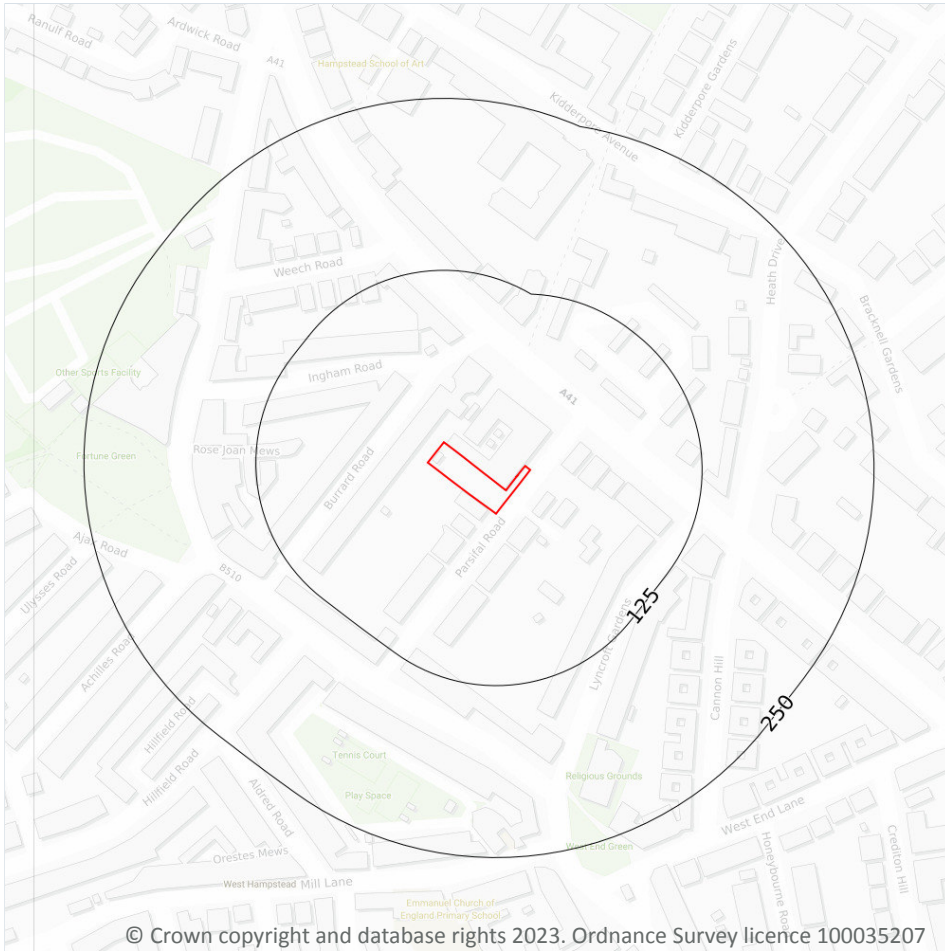 Ranulf Road
Ardwick Road
A41
Hampstead School of Art
Kidderpore Gardens
Kidderpore Avenue
Weech Road
Heath Drive
Bracknell Gardens
Other Sports Facility
Ingham Road
A41
Rose Joan Mews
Fortune Green
Burrard Road
Ajax Road
Parsifal Road
B510
Ulysses Road
125
Achilles Road
Lyncroft Gardens
Cannon Hill
250
Hillfield Road
Tennis Court
Hillfield Road
Religious Grounds
Play Space
Aldred Road
West End Lane
West End Green
Orestes Mews
Honeybourne Roa
Crediton Hill
West Hampstead
Mill Lane
Emmanuel Church of
England Primary School
© Crown copyright and database rights 2023. Ordnance Survey licence 100035207